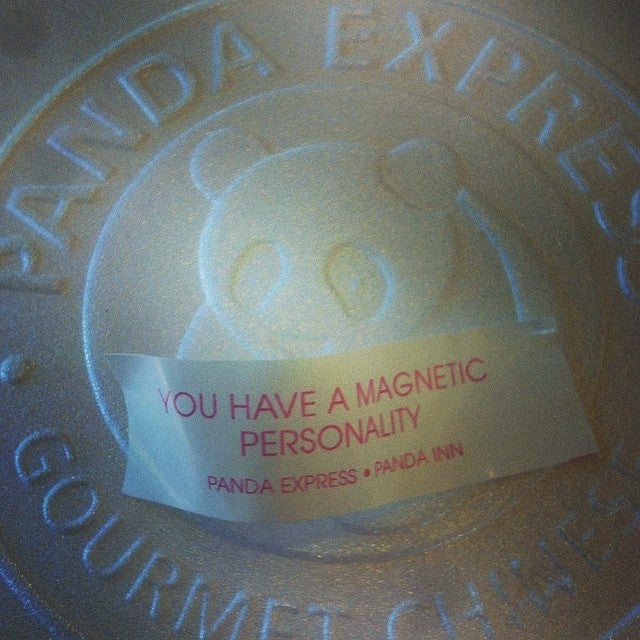 PANDA EXPRESS
YOU HAVE A MAGNETIC
PERSONALITY
PANDA EXPRESS • PANDA INN
GOURMET CHINESE